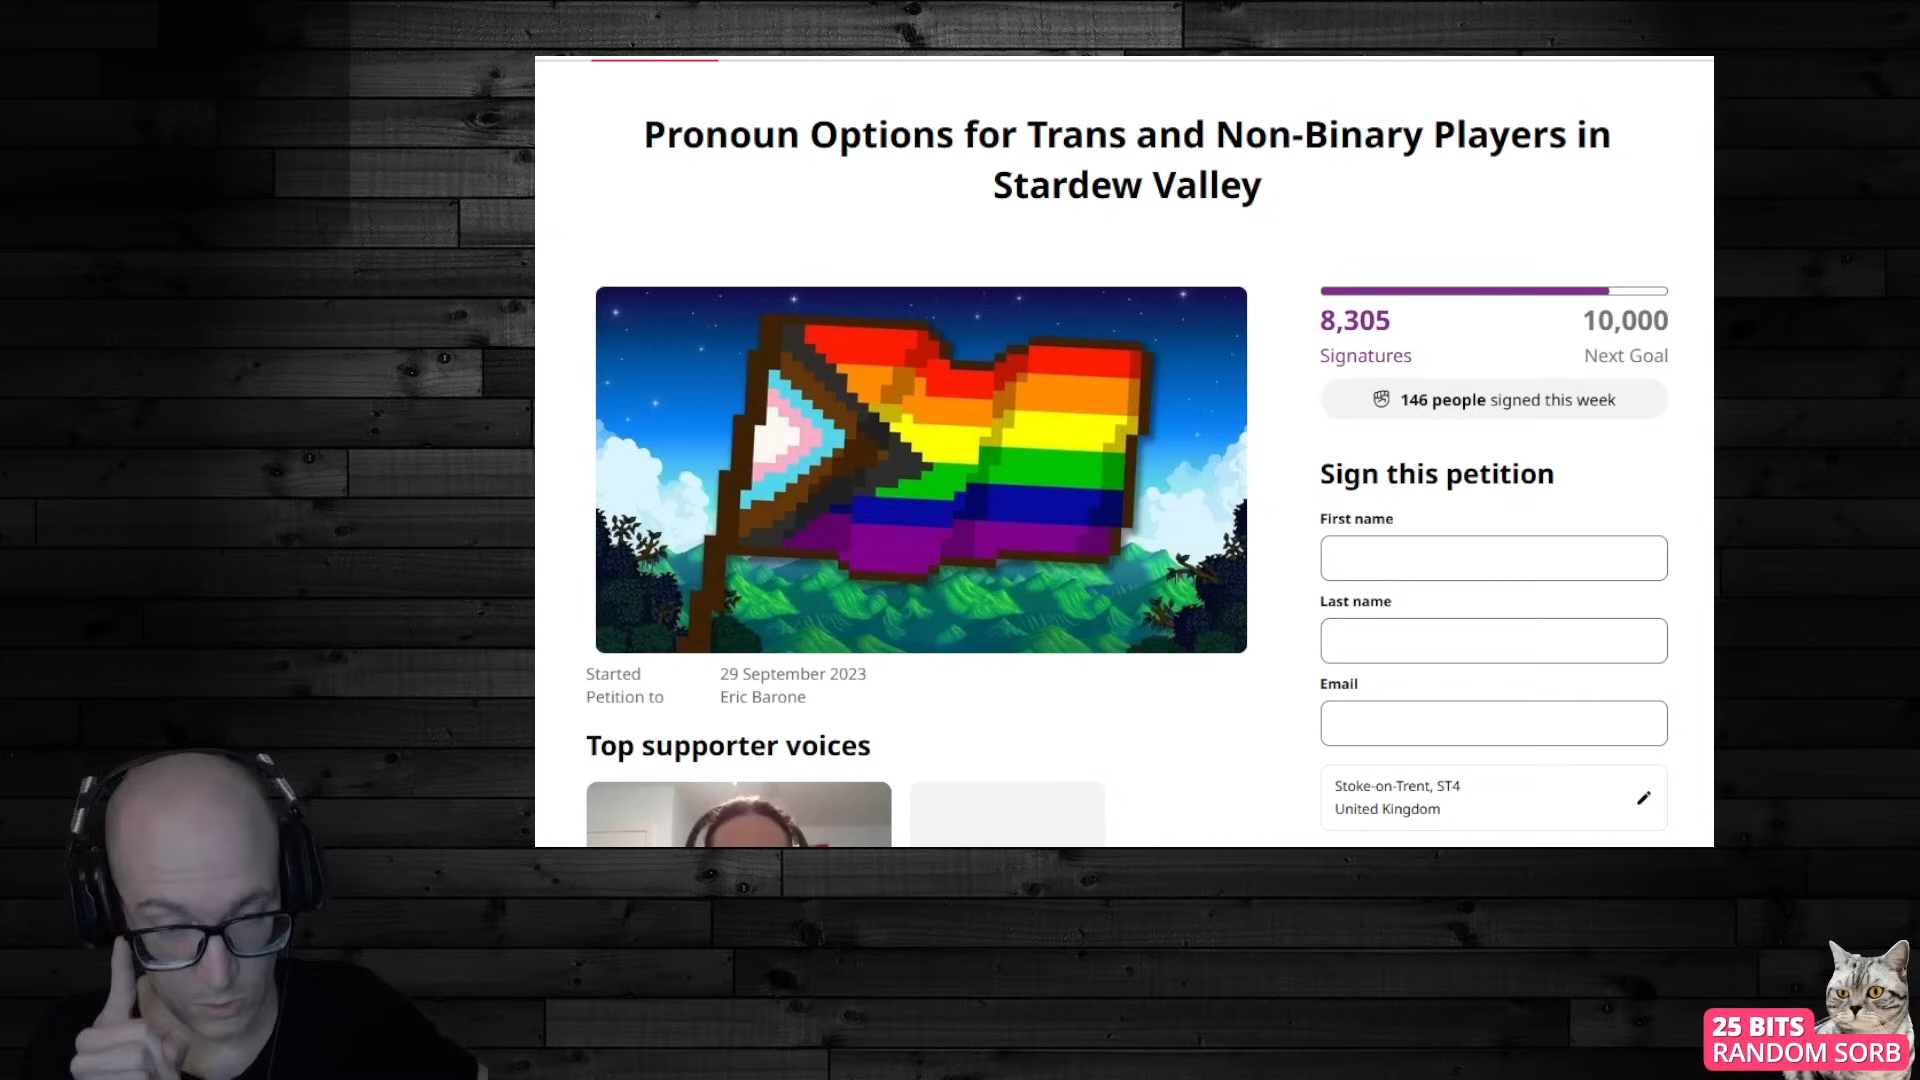 Pronoun Options for Trans and Non-Binary Players in
Stardew Valley
8,305
10,000
Signatures
Next Goal
146 people signed this week
Sign this petition
First name
Last name
Email
Stoke-on-Trent, ST4
United Kingdom
Started
29 September 2023
Petition to
Eric Barone
Top supporter voices
25 BITS
RANDOM SORB